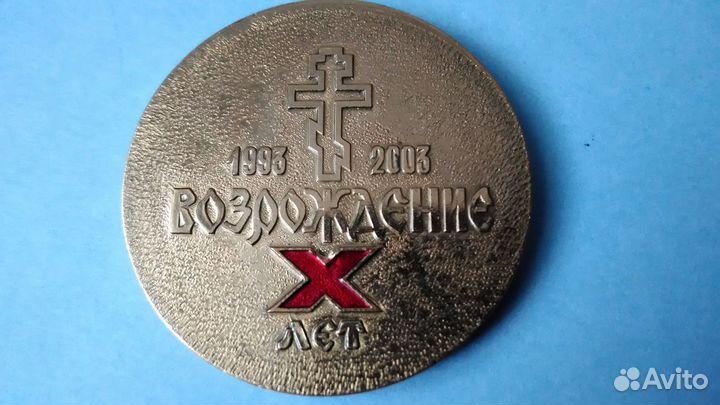 1993 2003
ВОЗРОЖДЕНИЕ
X
ЛЕТ
Avito